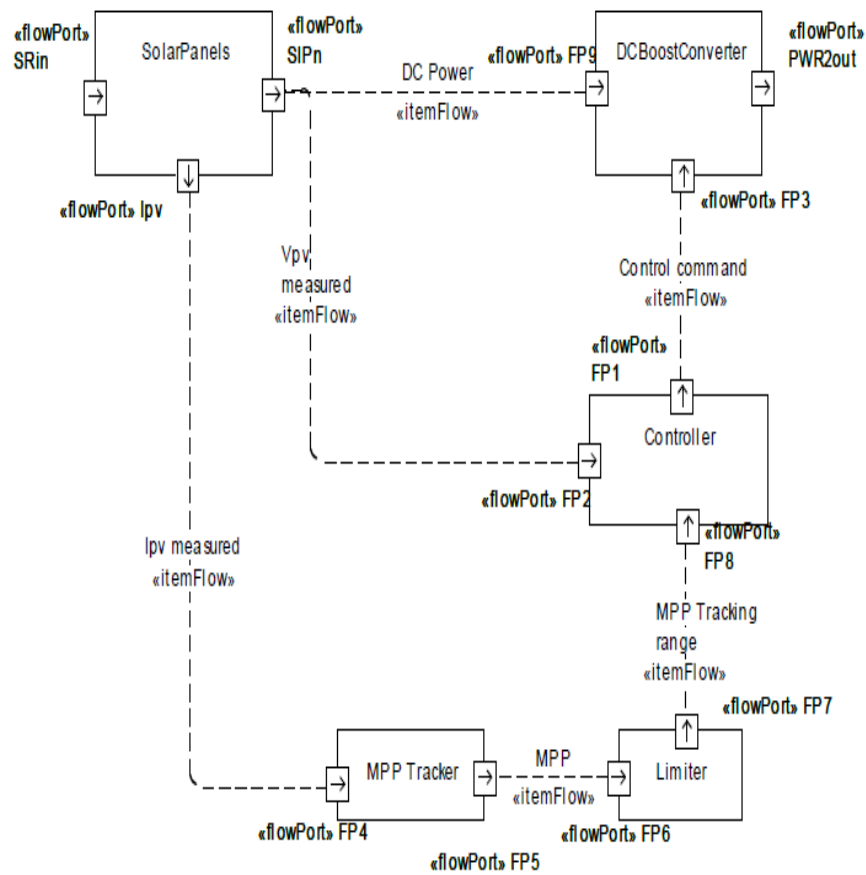 «flowPort»
SRin
SolarPanels
«flowPort»
SIPn
DC Power
«itemFlow»
«flowPort» FP9
DCBoostConverter
«flowPort»
PWR2out
«flowPort» Ipv
«flowPort» FP3
Vpv
measured
«itemFlow»
Control command
«itemFlow»
«flowPort»
FP1
Controller
«flowPort» FP2
«flowPort»
FP8
Ipv measured
«itemFlow»
MPP Tracking
range
«itemFlow»
«flowPort» FP7
MPP Tracker
MPP
«itemFlow»
Limiter
«flowPort» FP4
«flowPort» FP6
«flowPort» FP5